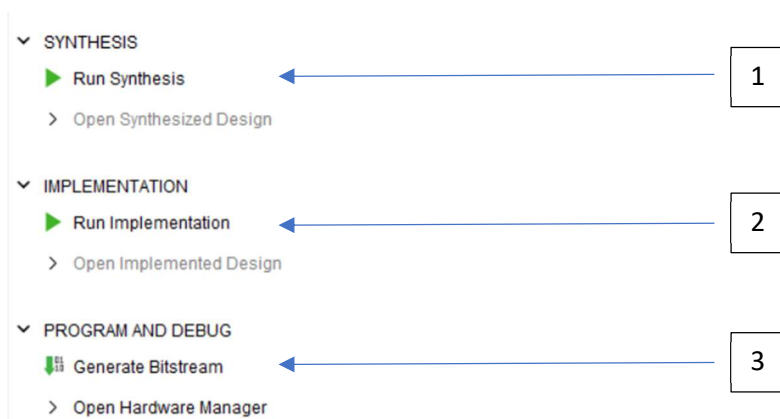 SYNTHESIS
Run Synthesis
1
Open Synthesized Design
IMPLEMENTATION
Run Implementation
2
Open Implemented Design
PROGRAM AND DEBUG
Generate Bitstream
3
Open Hardware Manager